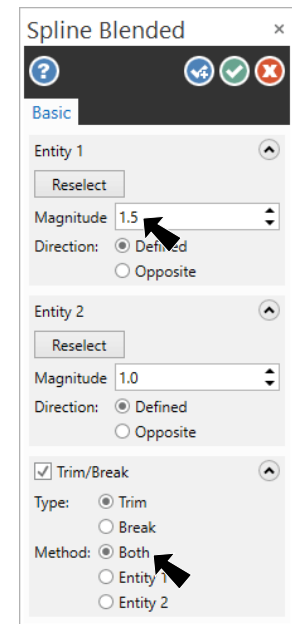 Spline Blended ×
?
Basic
Entity 1
Reselect
Magnitude 1.5
Direction: Defined
Opposite
Entity 2
Reselect
Magnitude 1.0
Direction: Defined
Opposite
Trim/Break
Type: Trim
Break
Method: Both
Entity 1
Entity 2